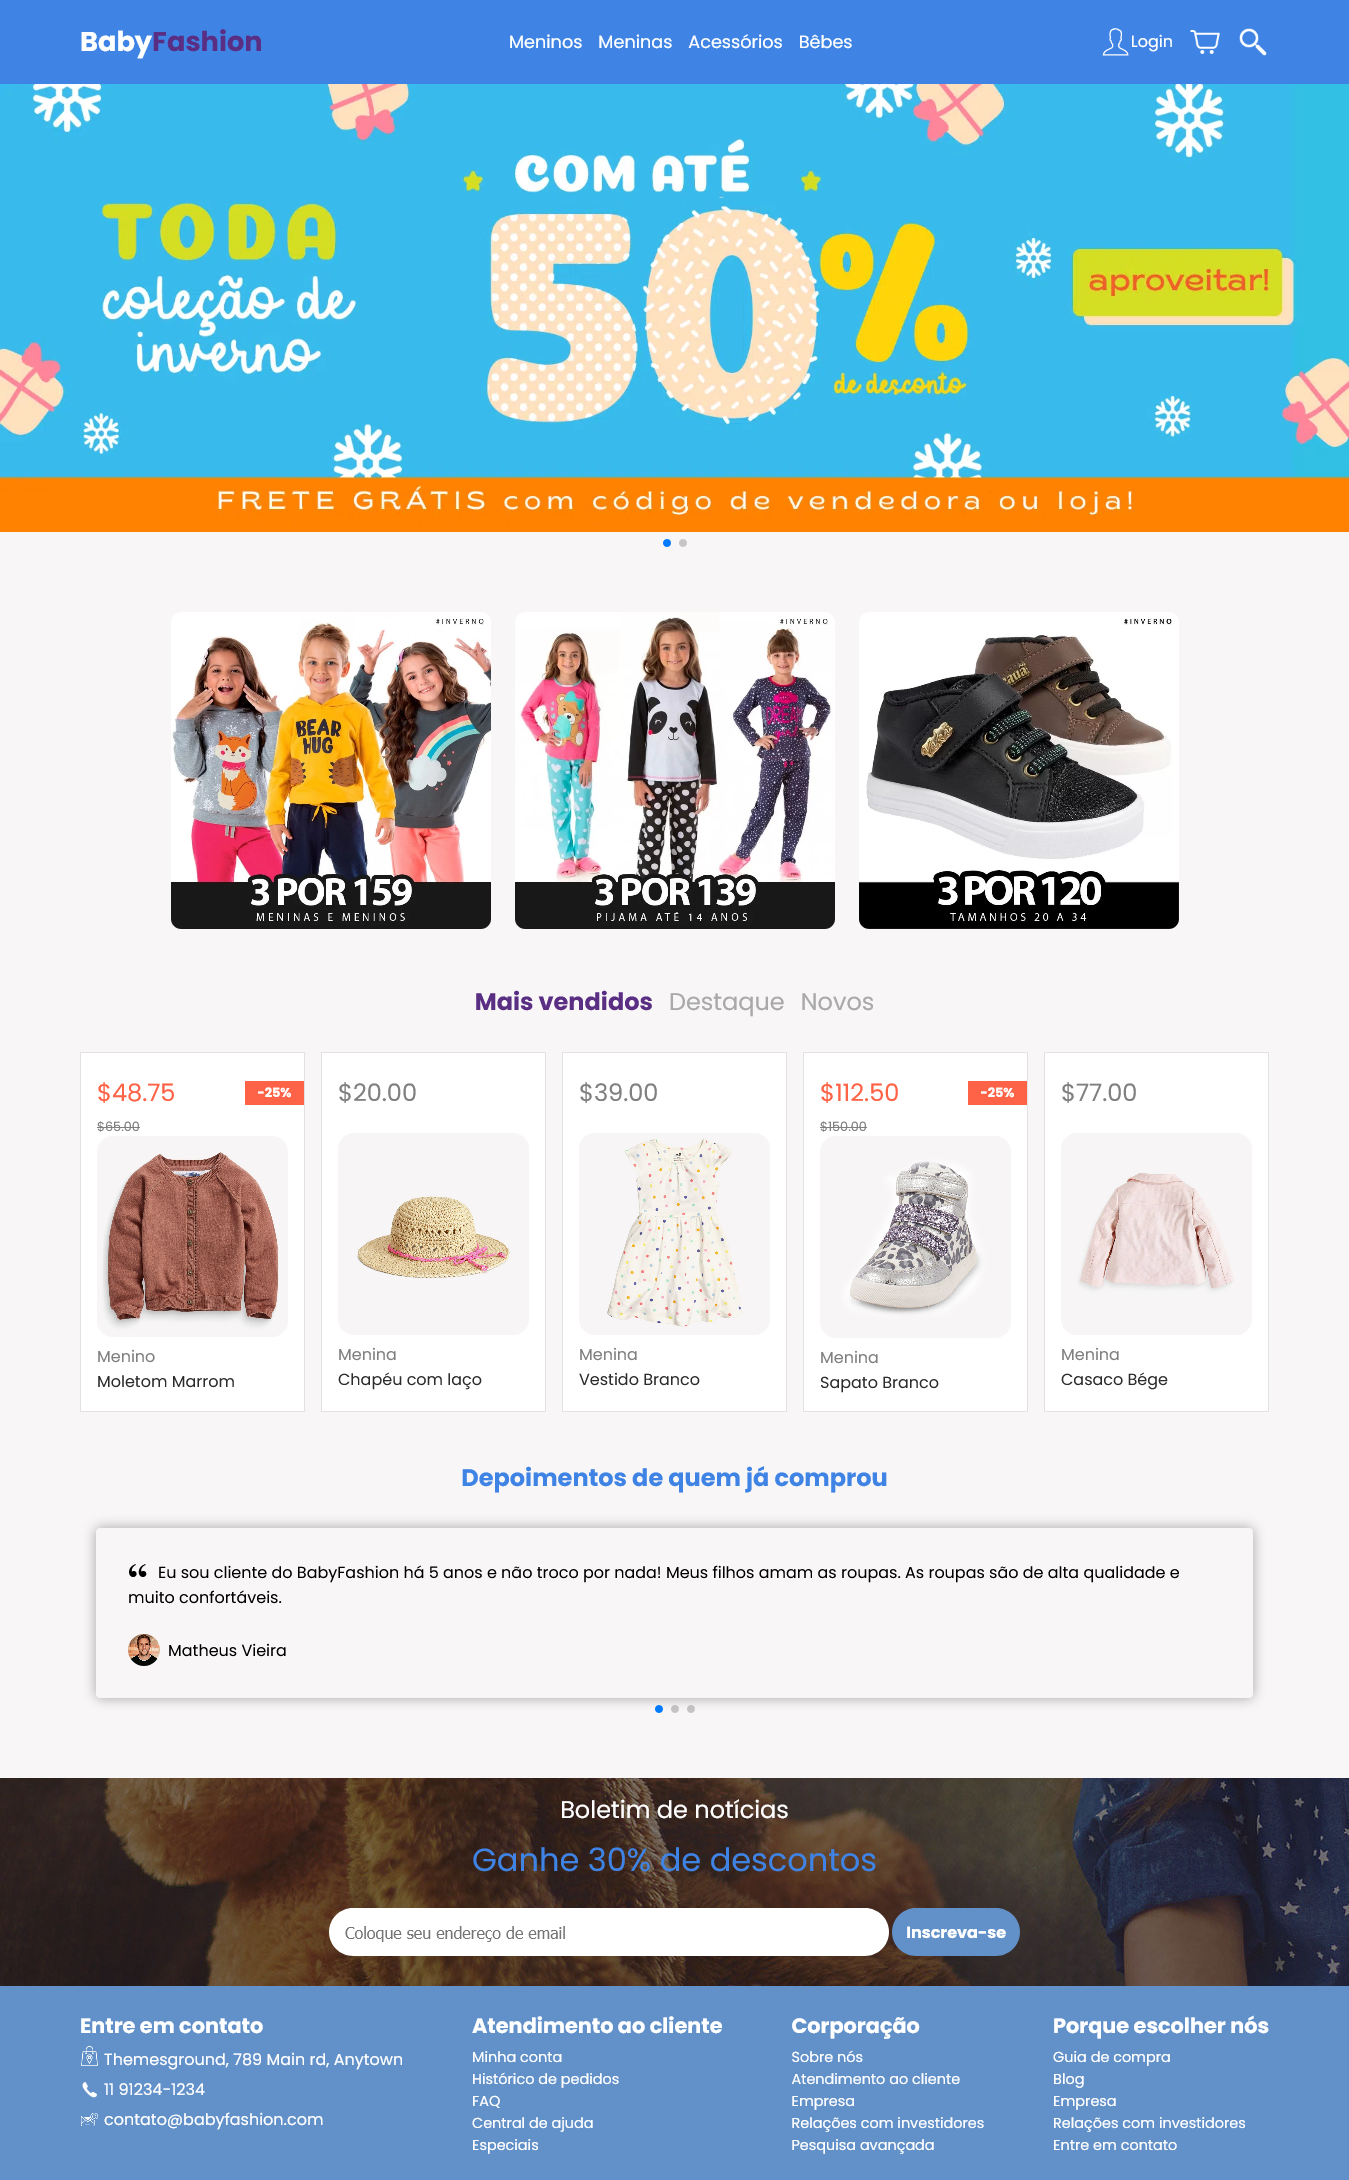 BabyFashion
Meninos Meninas Acessórios Bêbes
Login
TODA
coleção de
inverno
COM ATÉ
50%
de desconto
aproveitar!
FRETE GRÁTIS com código de vendedora ou loja!
#INVERNO
BEAR
HUG
3 POR 159
MENINAS E MENINOS
#INVERNO
3 POR 139
PIJAMA ATÉ 14 ANOS
#INVERNO
3 POR 120
TAMANHOS 20 A 34
Mais vendidos Destaque Novos
$48.75
-25%
$65.00
Menino
Moletom Marrom
$20.00
Menina
Chapéu com laço
$39.00
Menina
Vestido Branco
$112.50
-25%
$150.00
Menina
Sapato Branco
$77.00
Menina
Casaco Bége
Depoimentos de quem já comprou
“ Eu sou cliente do BabyFashion há 5 anos e não troco por nada! Meus filhos amam as roupas. As roupas são de alta qualidade e
muito confortáveis.
Matheus Vieira
Boletim de notícias
Ganhe 30% de descontos
Coloque seu endereço de email
Inscreva-se
Entre em contato
Themesground, 789 Main rd, Anytown
11 91234-1234
contato@babyfashion.com
Atendimento ao cliente
Minha conta
Histórico de pedidos
FAQ
Central de ajuda
Especiais
Corporação
Sobre nós
Atendimento ao cliente
Empresa
Relações com investidores
Pesquisa avançada
Porque escolher nós
Guia de compra
Blog
Empresa
Relações com investidores
Entre em contato